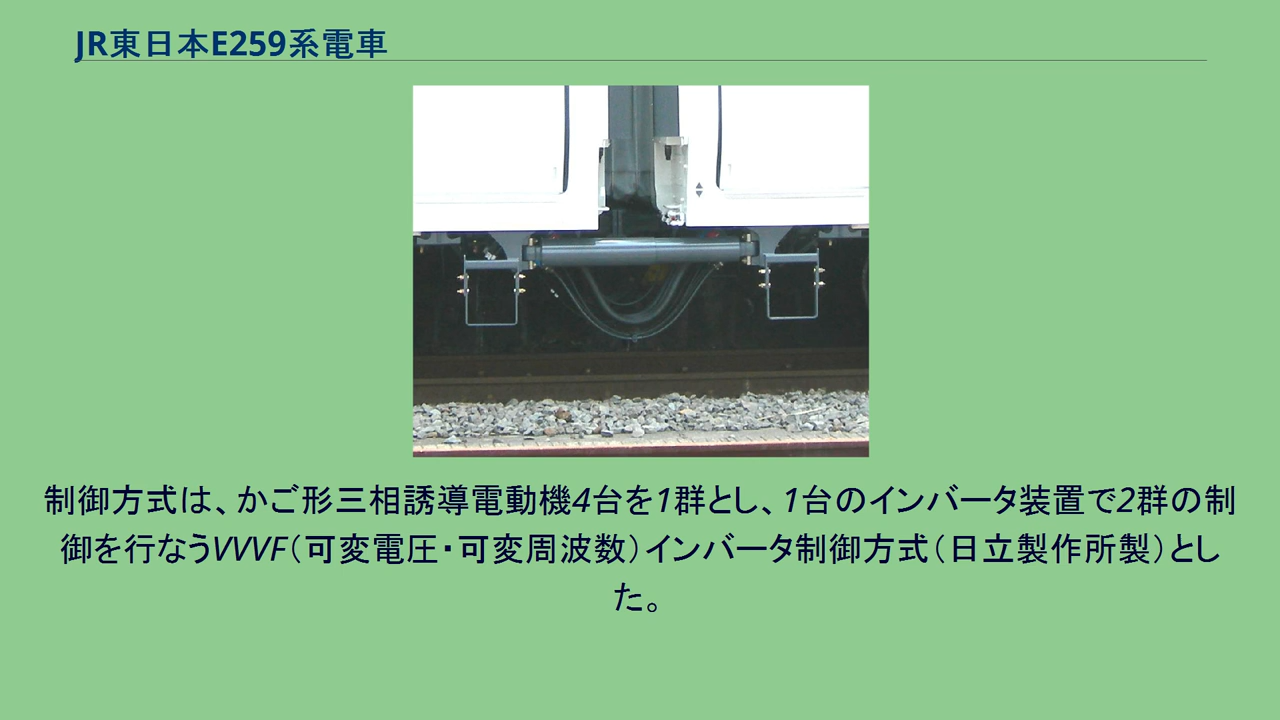 JR東日本E259系電車
制御方式は、かご形三相誘導電動機4台を1群とし、1台のインバータ装置で2群の制
御を行なうVVVF（可変電圧・可変周波数）インバータ制御方式（日立製作所製）とし
た。